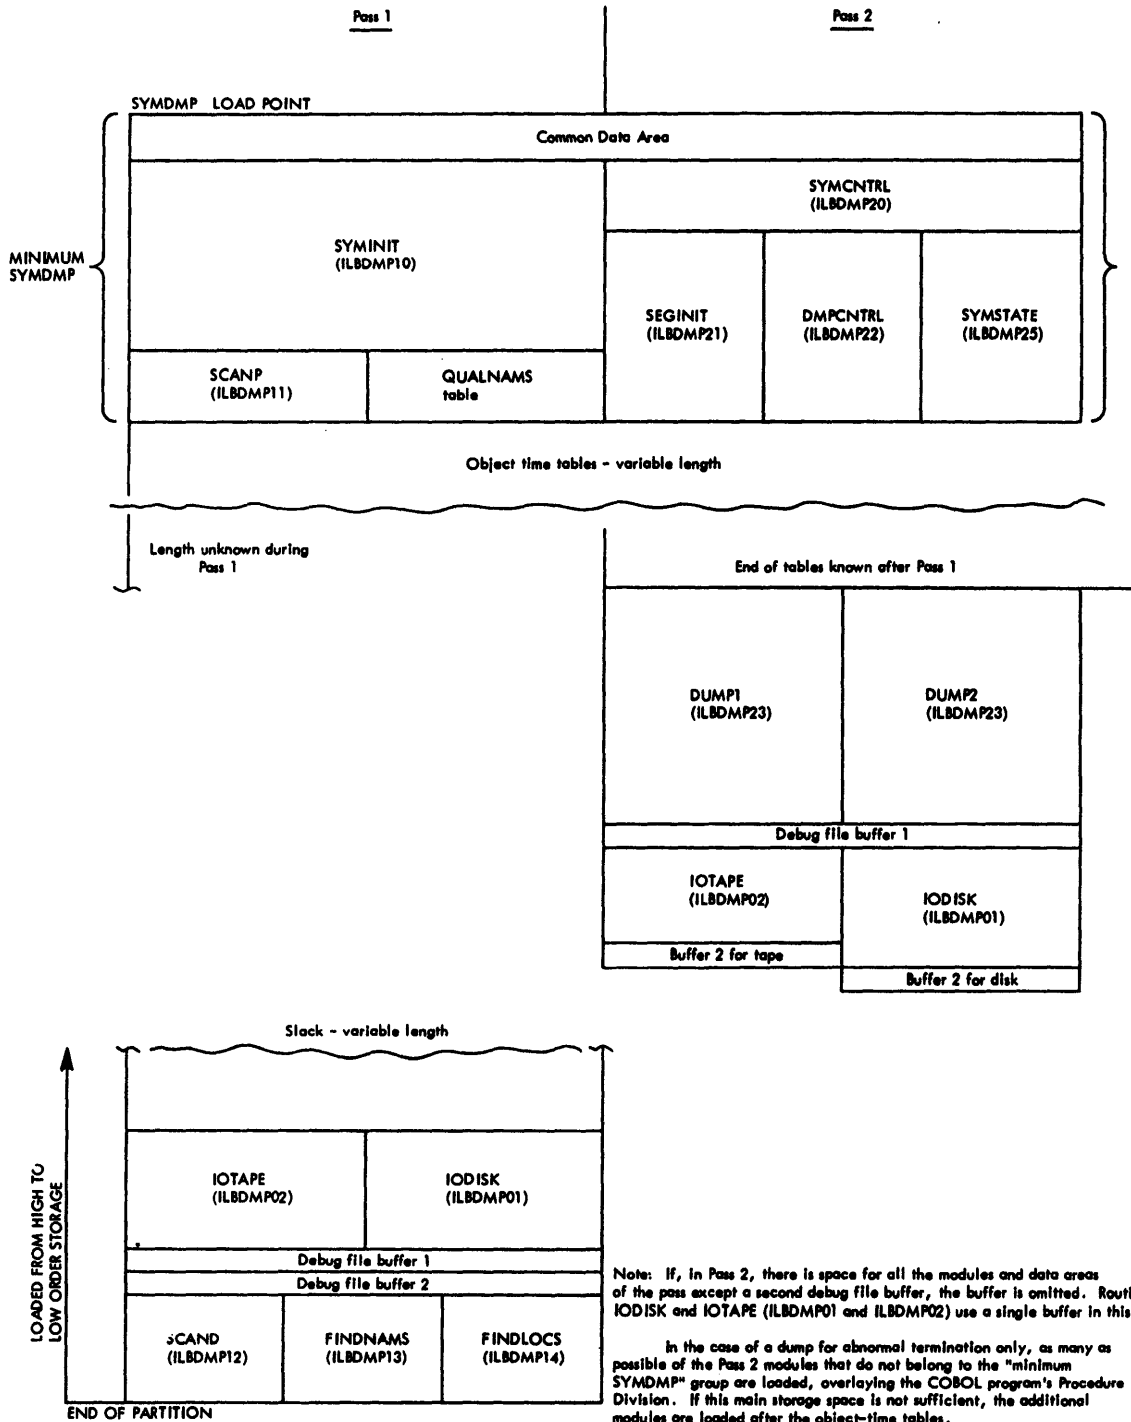 Pass 1
Pass 2
SYMDMP LOAD POINT
Common Data Area
MINIMUM
SYMDMP
SYMINIT
(ILBDMP10)
SYMCNTRL
(ILBDMP20)
SEGINIT
(ILBDMP21)
DMPCNTRL
(ILBDMP22)
SYMSTATE
(ILBDMP25)
SCANP
(ILBDMP11)
QUALNAMS
table
Object time tables - variable length
Length unknown during
Pass 1
End of tables known after Pass 1
DUMP1
(ILBDMP23)
DUMP2
(ILBDMP23)
Debug file buffer 1
IOTAPE
(ILBDMP02)
IODISK
(ILBDMP01)
Buffer 2 for tape
Buffer 2 for disk
Slack - variable length
LOADED FROM HIGH TO
LOW ORDER STORAGE
IOTAPE
(ILBDMP02)
IODISK
(ILBDMP01)
Debug file buffer 1
Debug file buffer 2
SCAND
(ILBDMP12)
FINDNAMS
(ILBDMP13)
FINDLOCS
(ILBDMP14)
END OF PARTITION
Note: If, in Pass 2, there is space for all the modules and data areas
of the pass except a second debug file buffer, the buffer is omitted. Routi
IODISK and IOTAPE (ILBDMP01 and ILBDMP02) use a single buffer in this
In the case of a dump for abnormal termination only, as many as
possible of the Pass 2 modules that do not belong to the "minimum
SYMDMP" group are loaded, overlaying the COBOL program's Procedure
Division. If this main storage space is not sufficient, the additional
modules are loaded after the object-time tables.